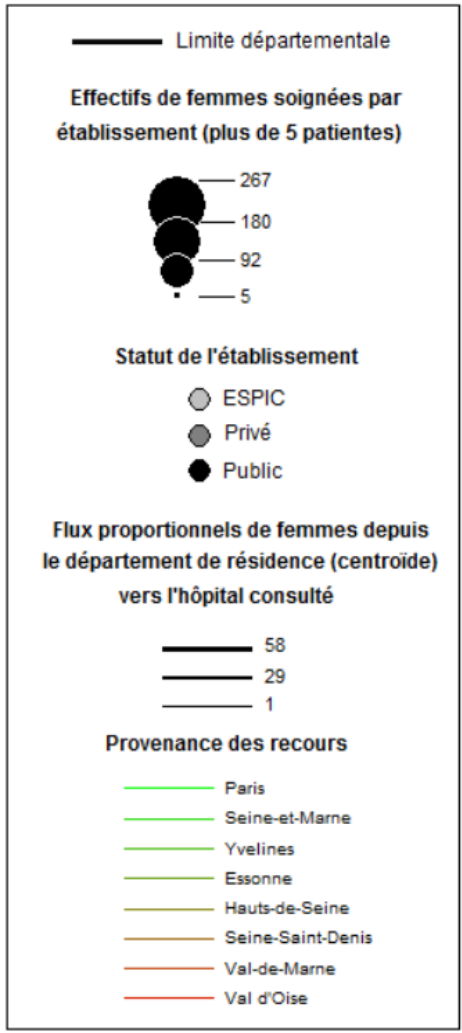 Limite départementale
Effectifs de femmes soignées par
établissement (plus de 5 patientes)
267
180
92
5
Statut de l'établissement
ESPIC
Privé
Public
Flux proportionnels de femmes depuis
le département de résidence (centroïde)
vers l'hôpital consulté
58
29
1
Provenance des recours
Paris
Seine-et-Marne
Yvelines
Essonne
Hauts-de-Seine
Seine-Saint-Denis
Val-de-Marne
Val d'Oise